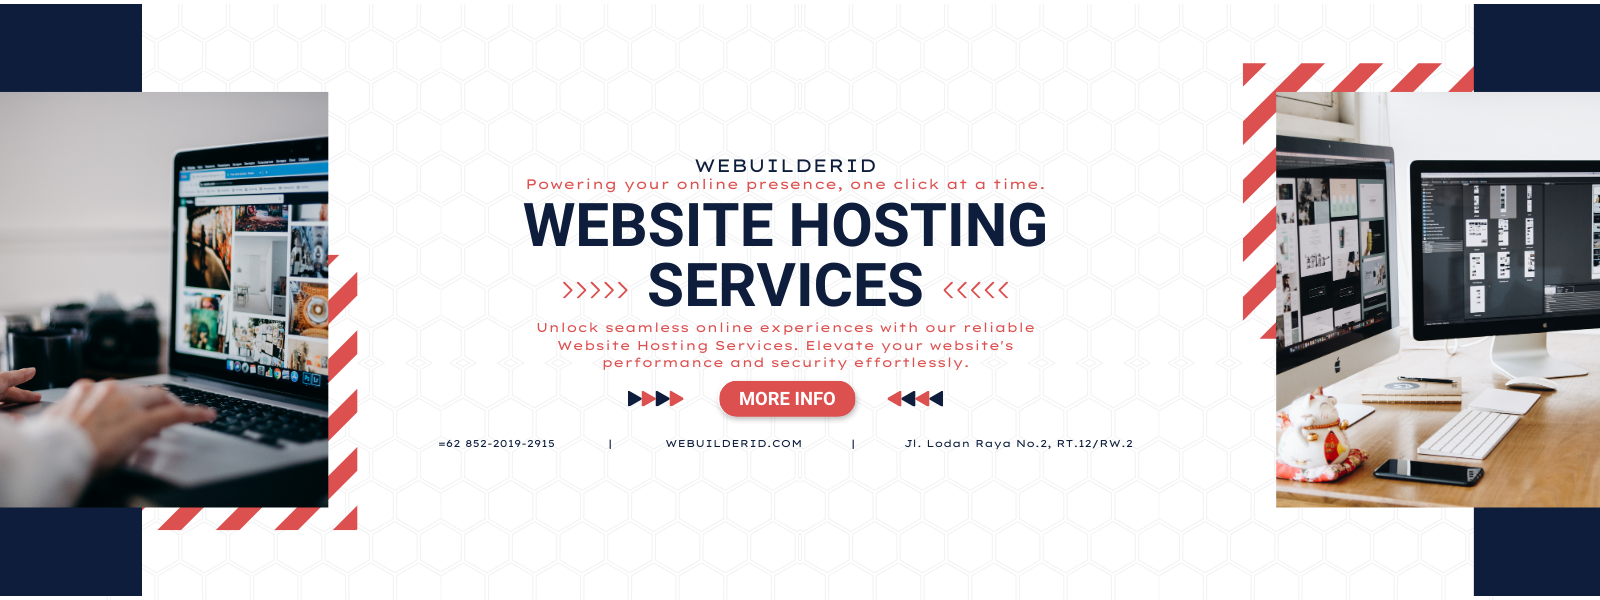 WEBUILDERID
Powering your online presence, one click at a time.
WEBSITE HOSTING
SERVICES
Unlock seamless online experiences with our reliable
Website Hosting Services. Elevate your website's
performance and security effortlessly.
MORE INFO
=62 852-2019-2915 | WEBUILDERID.COM | Jl. Lodan Raya No.2, RT.12/RW.2